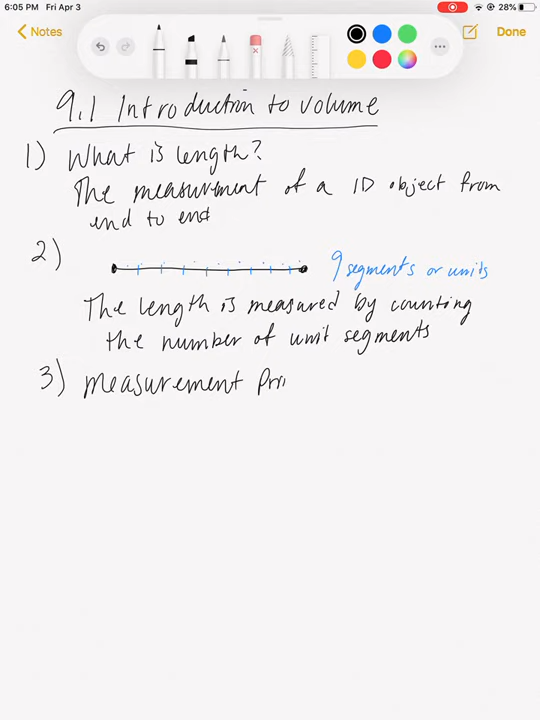 6:05 PM Fri Apr 3
28%
Notes
Done
9.1 Introduction to volume
1) What is length?
The measurement of a 1D object from
end to end
2)
9 segments or units
The length is measured by counting
the number of unit segments
3) Measurement Pri